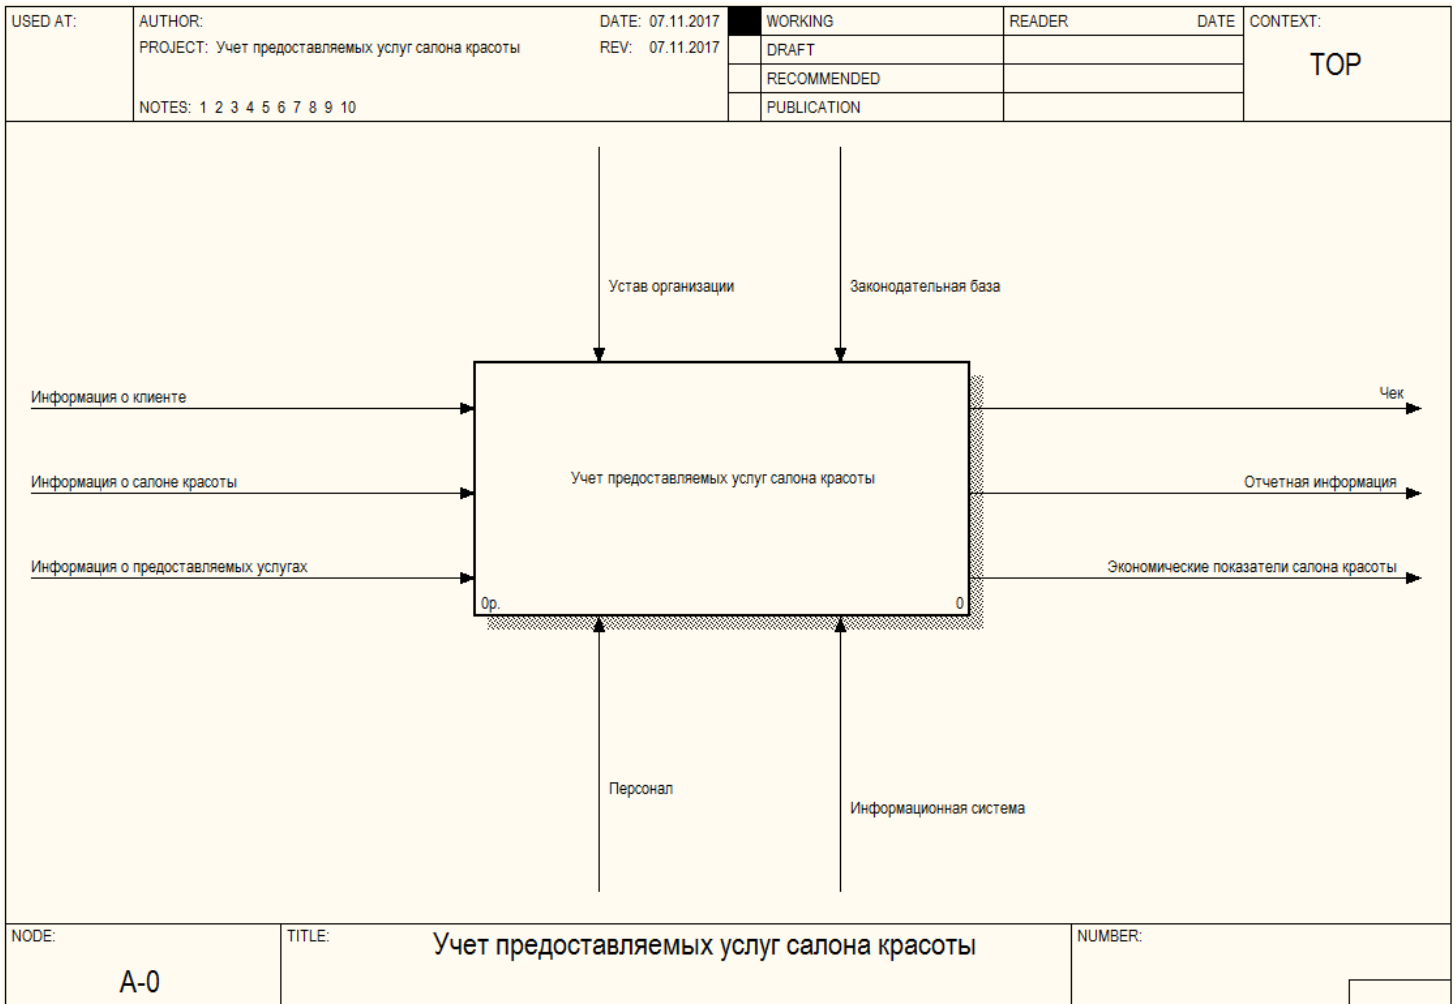 USED AT:
AUTHOR:
DATE: 07.11.2017
WORKING
READER
DATE
CONTEXT:
PROJECT: Учет предоставляемых услуг салона красоты
REV: 07.11.2017
DRAFT
TOP
RECOMMENDED
NOTES: 1 2 3 4 5 6 7 8 9 10
PUBLICATION
Устав организации
Законодательная база
Информация о клиенте
Чек
Учет предоставляемых услуг салона красоты
Информация о салоне красоты
Отчетная информация
Информация о предоставляемых услугах
Экономические показатели салона красоты
0р.
0
Персонал
Информационная система
NODE:
TITLE:
Учет предоставляемых услуг салона красоты
NUMBER:
A-0